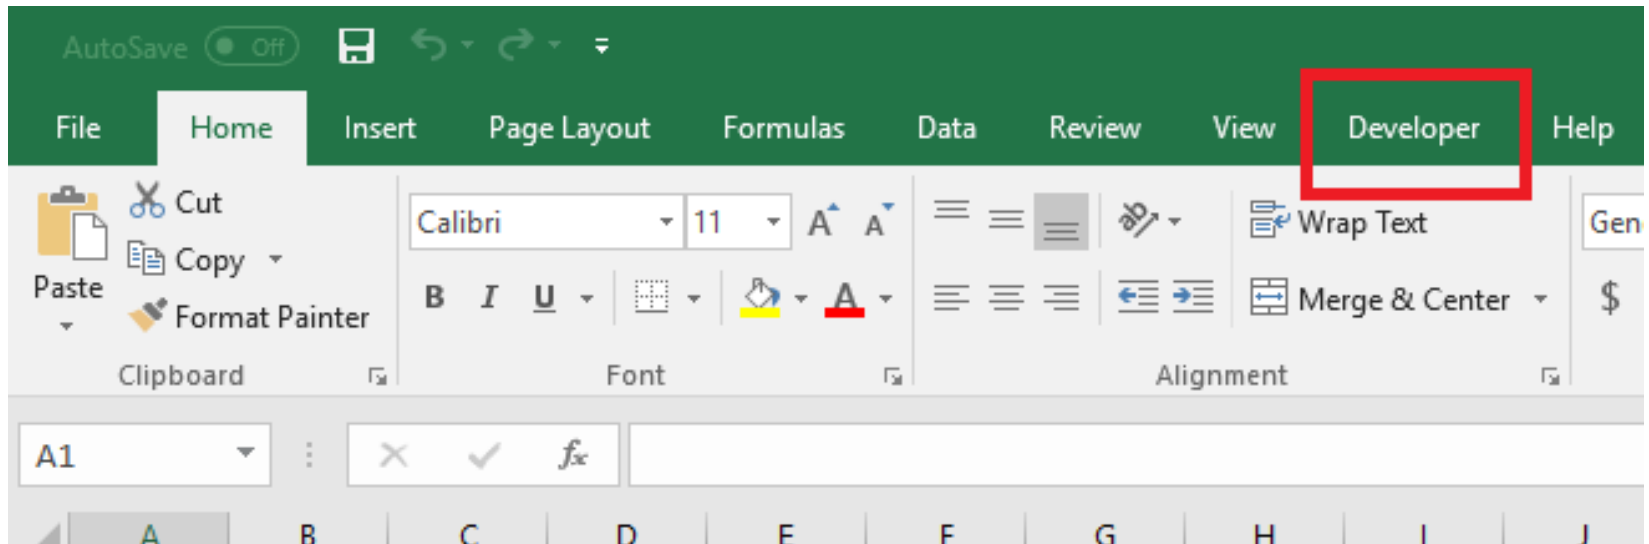 AutoSave Off
File Home Insert Page Layout Formulas Data Review View Developer Help
Cut
Calibri 11 A A Wrap Text Gen
Copy
Paste B I U A Merge & Center $
Format Painter
Clipboard Font Alignment
A1 fx
A B C D E F G H I J